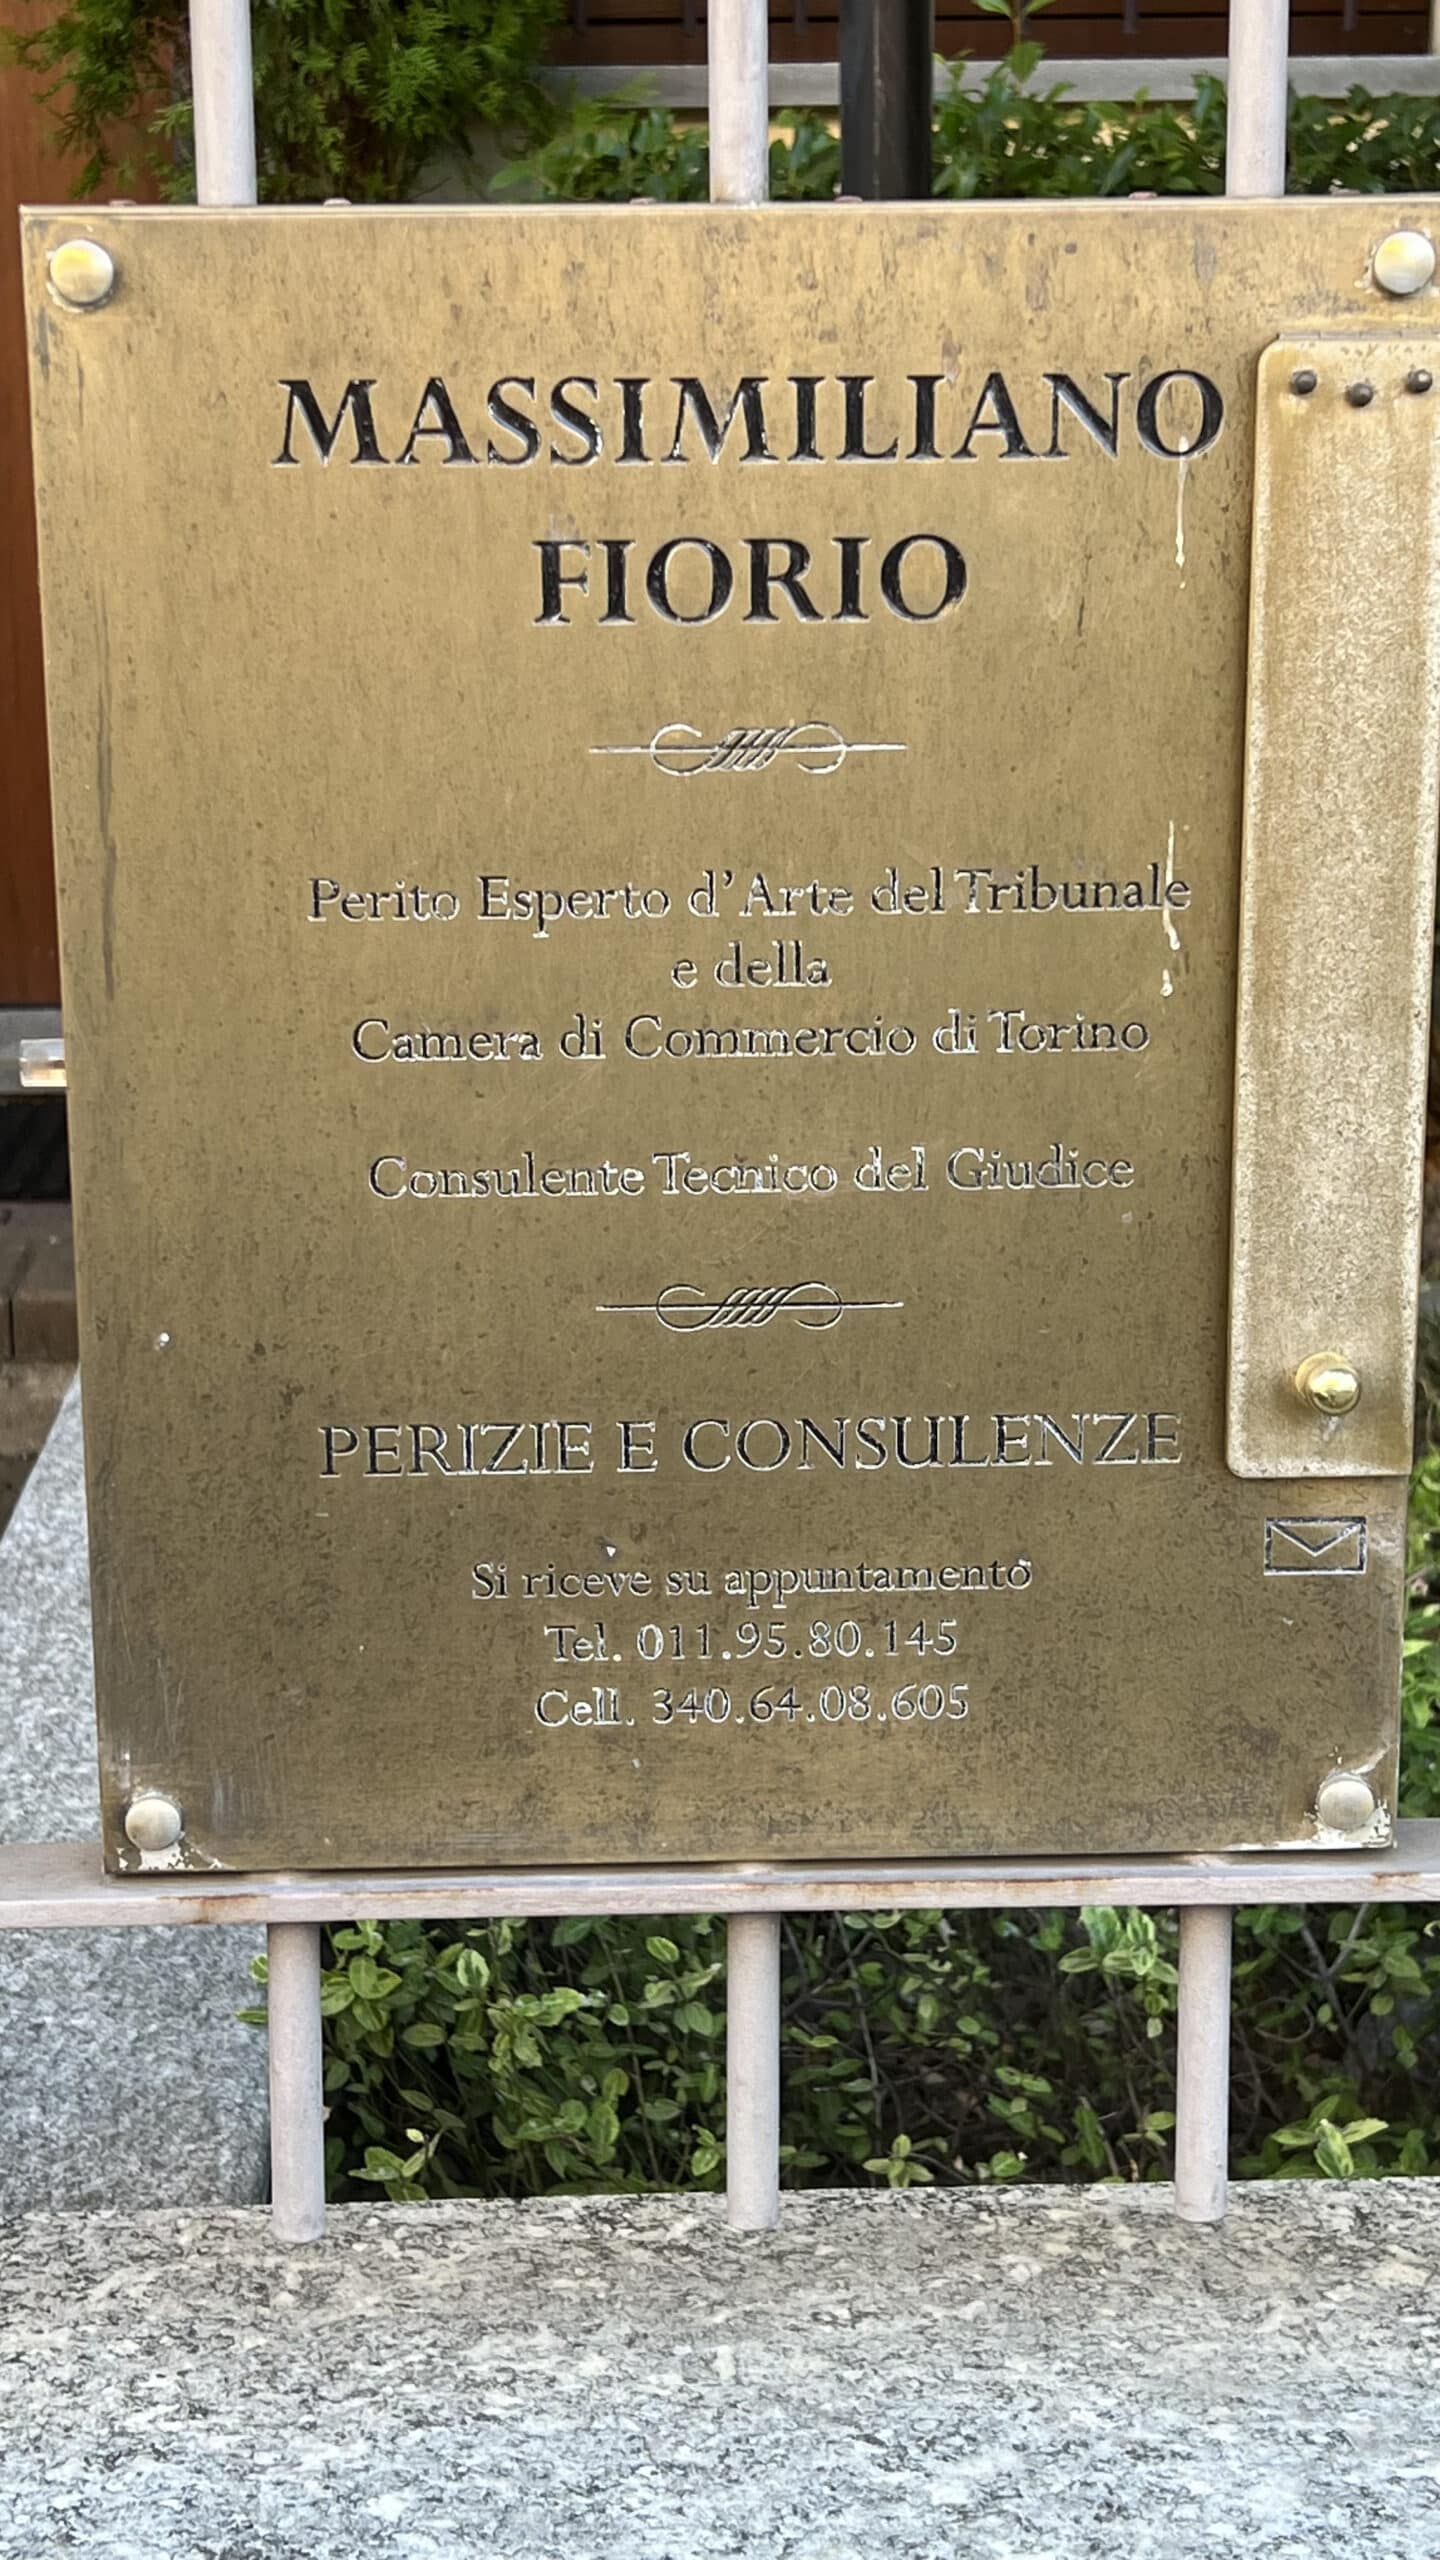 MASSIMILIANO
FIORIO
Perito Esperto d'Arte del Tribunale
e della
Camera di Commercio di Torino
Consulente Tecnico del Giudice
PERIZIE E CONSULENZE
Si riceve su appuntamento
Tel. 011.95.80.145
Cell. 340.64.08.605